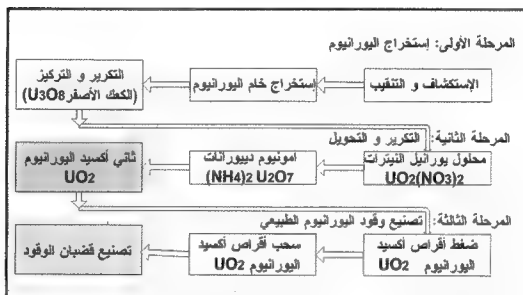 المرحلة الأولى: إستخراج اليورانيوم
الإستكشاف و التنقيب
إستخراج خام اليورانيوم
التكرير و التركيز
(الكعك الأصفر U3O8)
المرحلة الثانية: التكرير و التحويل
محلول يورانيل النيترات
UO2(NO3)2
امونيوم دييورانات
(NH4)2 U2O7
ثاني أكسيد اليورانيوم
UO2
المرحلة الثالثة: تصنيع وقود اليورانيوم الطبيعي
ضغط أقراص أكسيد
اليورانيوم UO2
سحب أقراص أكسيد
اليورانيوم UO2
تصنيع قضبان الوقود